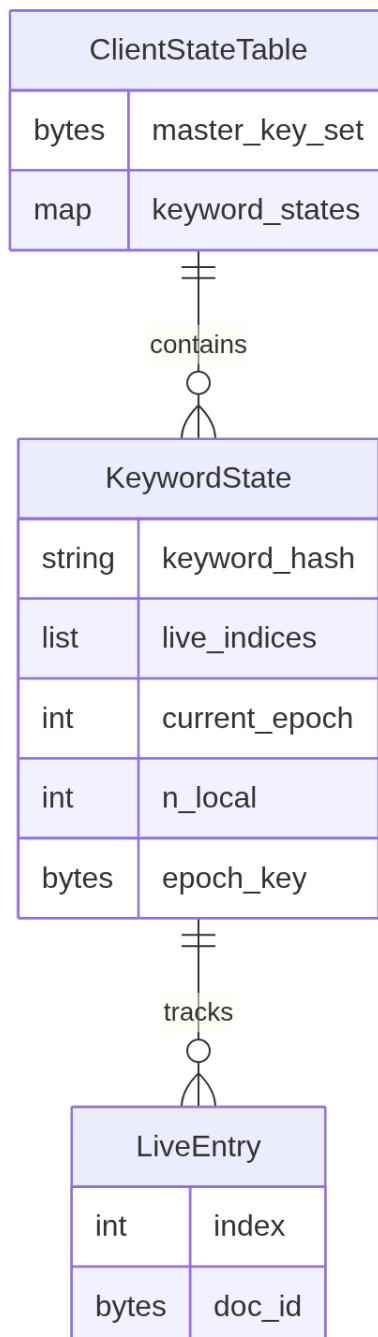 ClientStateTable
bytes master_key_set
map keyword_states
contains
KeywordState
string keyword_hash
list live_indices
int current_epoch
int n_local
bytes epoch_key
tracks
LiveEntry
int index
bytes doc_id